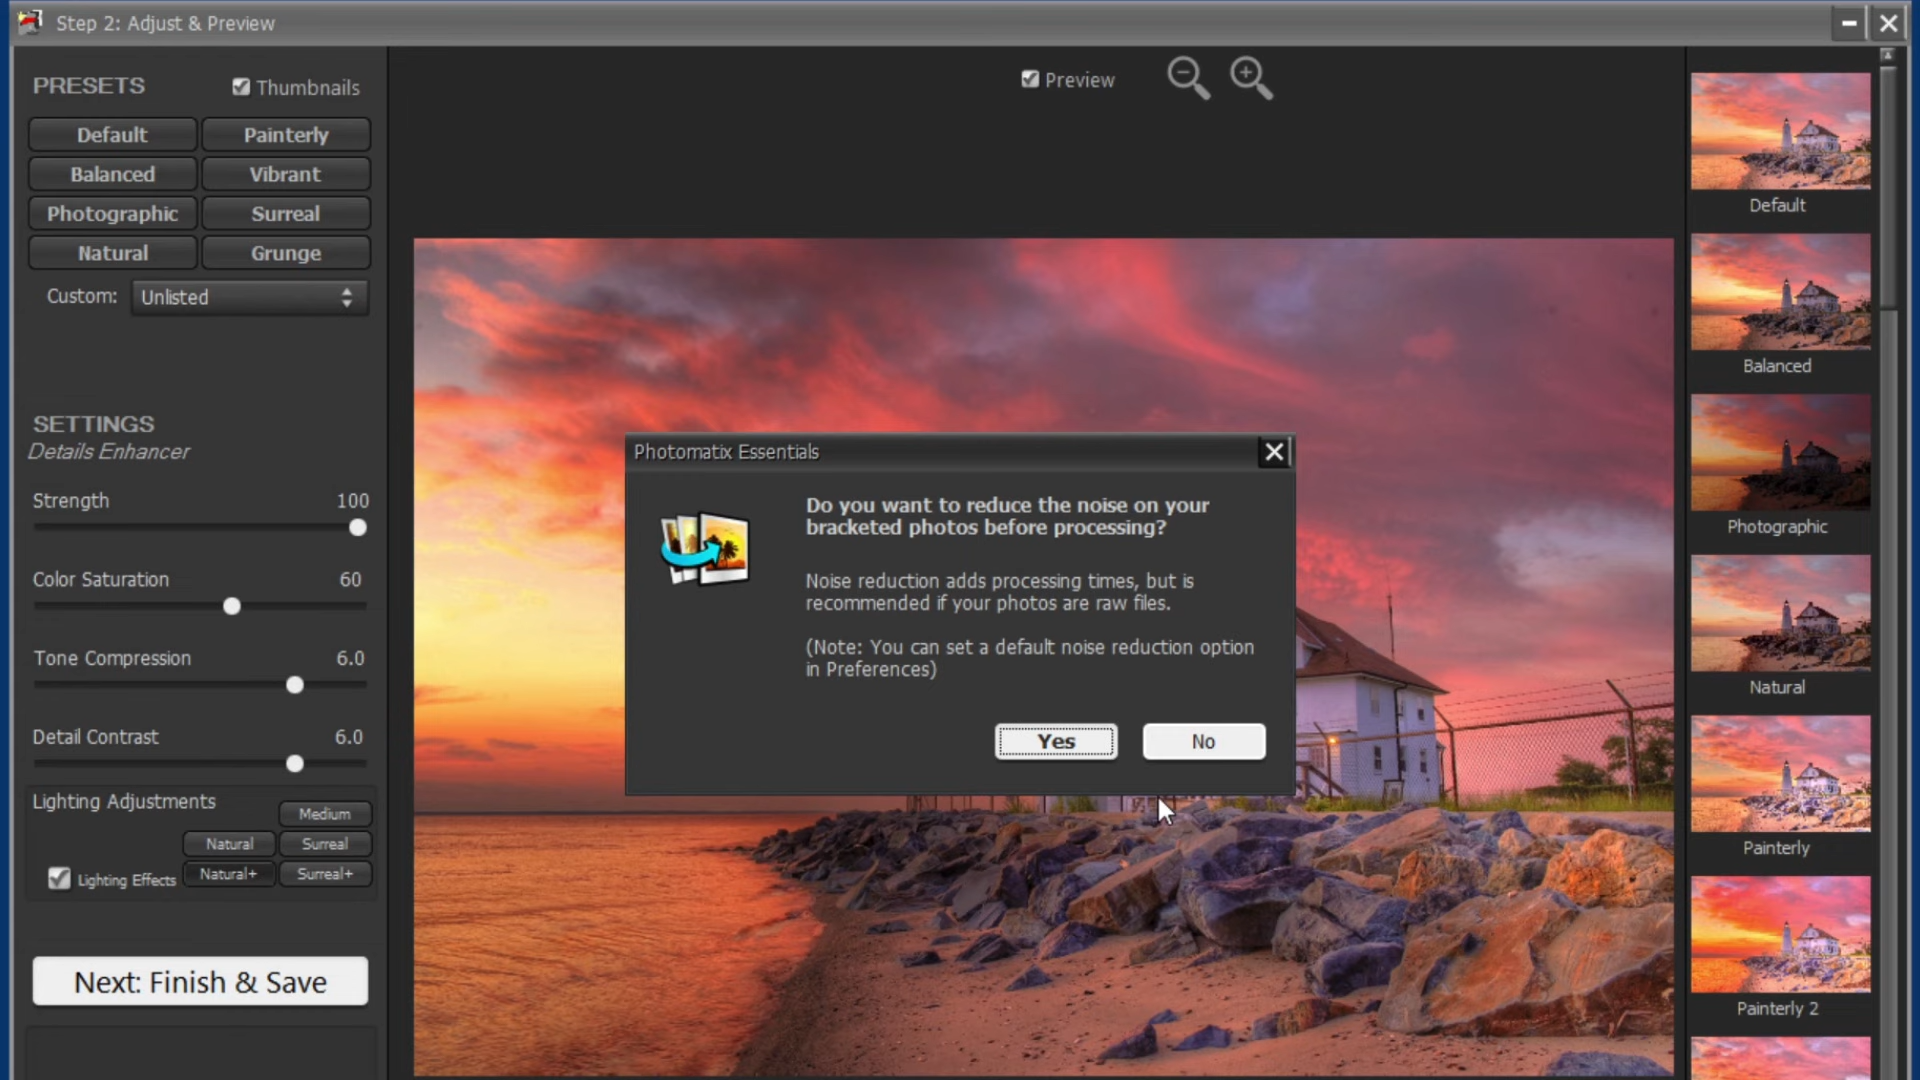 Step 2: Adjust & Preview
PRESETS
Thumbnails
Default
Painterly
Balanced
Vibrant
Photographic
Surreal
Natural
Grunge
Custom:
Unlisted
SETTINGS
Details Enhancer
Strength
100
Color Saturation
60
Tone Compression
6.0
Detail Contrast
6.0
Lighting Adjustments
Medium
Natural
Surreal
Lighting Effects
Natural+
Surreal+
Next: Finish & Save
Preview
Photomatix Essentials
Do you want to reduce the noise on your
bracketed photos before processing?
Noise reduction adds processing times, but is
recommended if your photos are raw files.
(Note: You can set a default noise reduction option
in Preferences)
Yes
No
Default
Balanced
Photographic
Natural
Painterly
Painterly 2